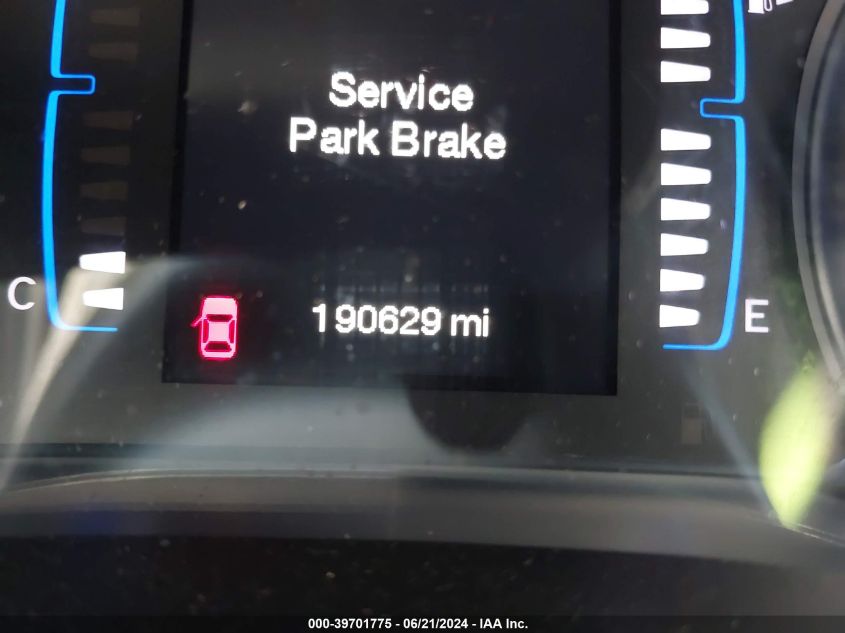 Service
Park Brake
C
190629 mi
E
000-39701775 - 06/21/2024 - IAA Inc.